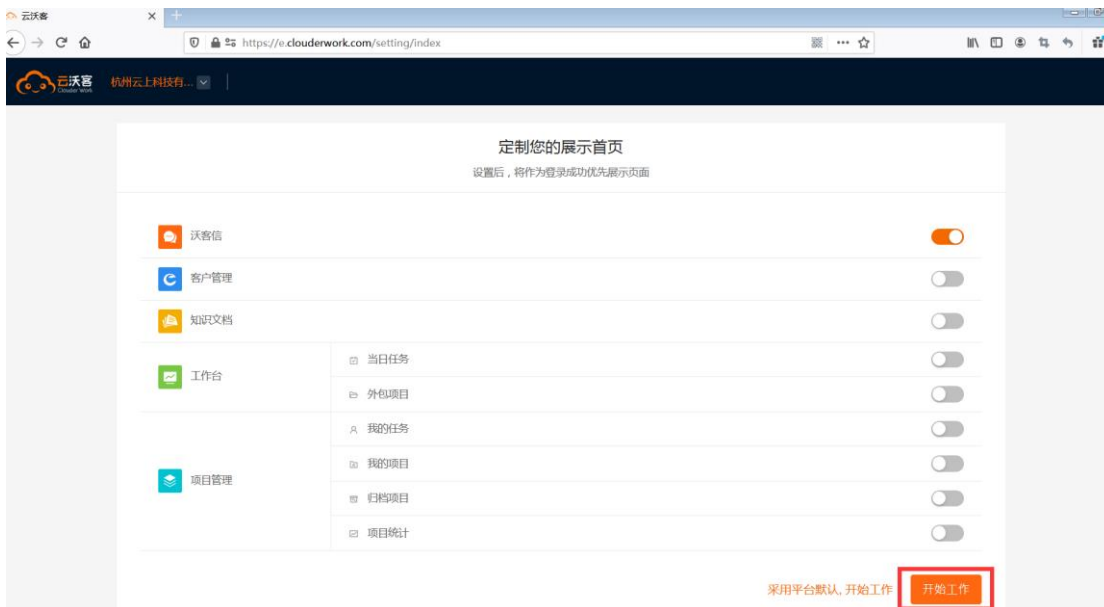 云沃客
https://e.clouderwork.com/setting/index
云沃客
Clouder Work
杭州云上科技有...
定制您的展示首页
设置后，将作为登录成功优先展示页面
沃客信
客户管理
知识文档
工作台
当日任务
外包项目
项目管理
我的任务
我的项目
归档项目
项目统计
采用平台默认, 开始工作
开始工作